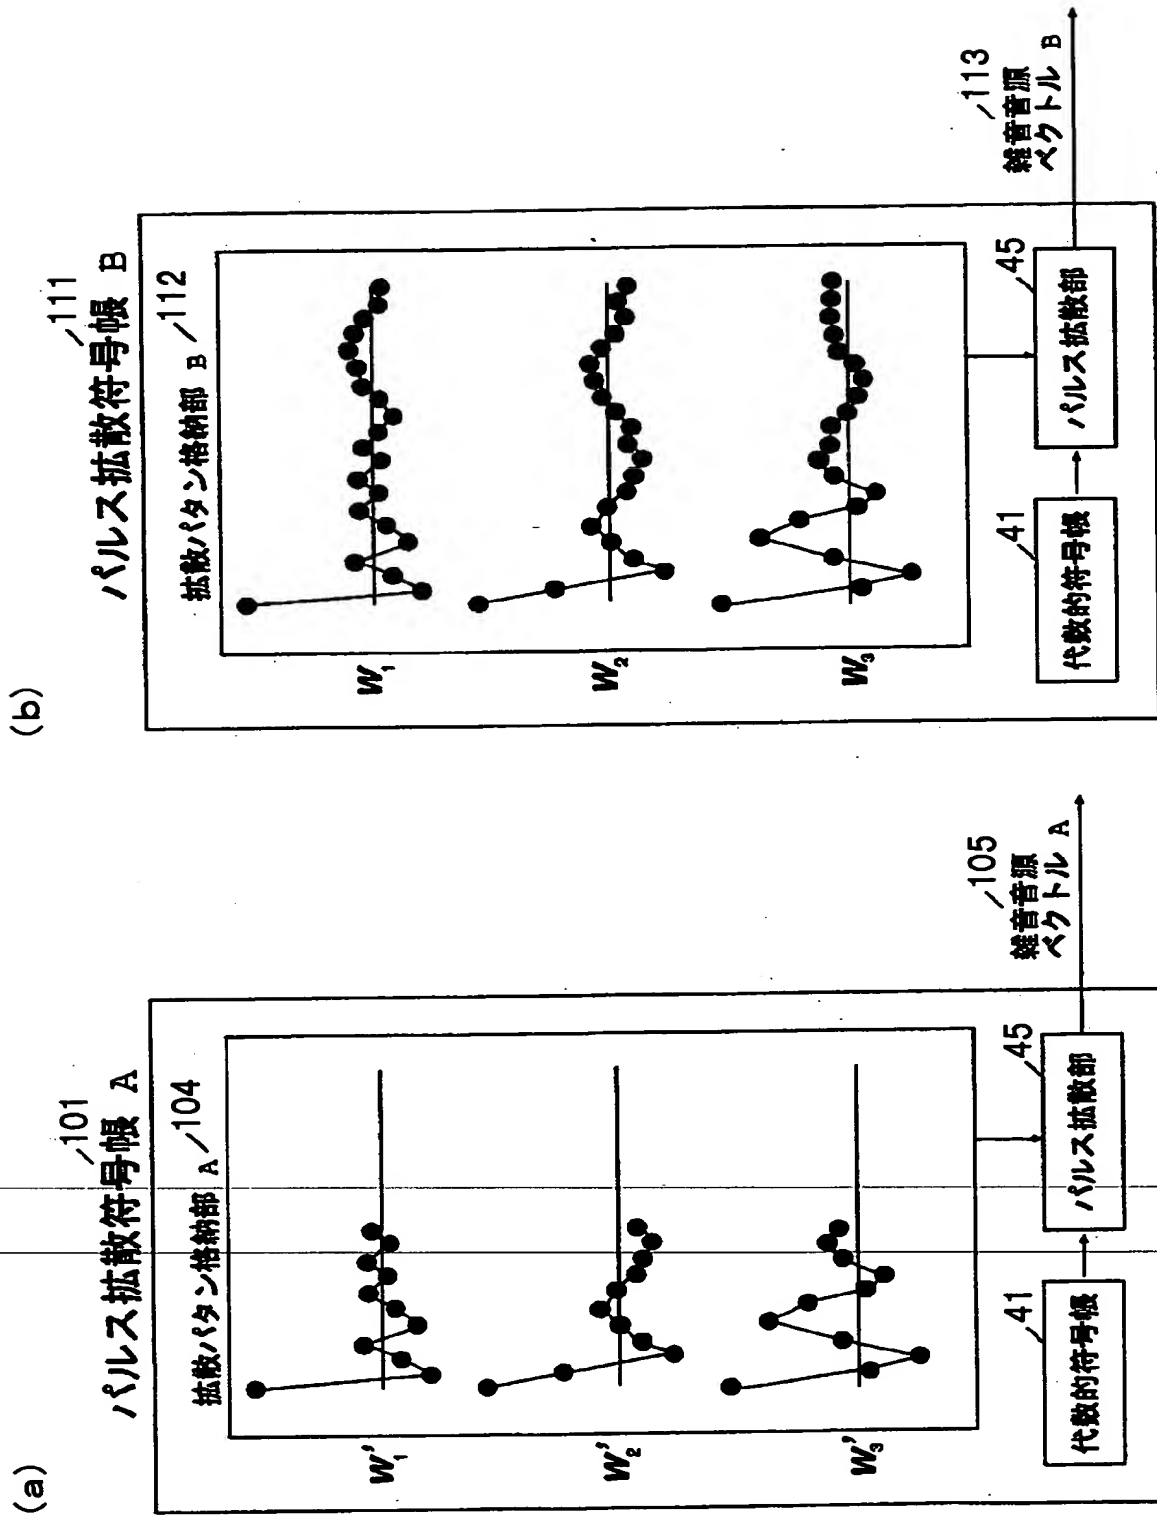 (a)
101
パルス拡散符号帳 A
拡散パタン格納部 A
104
W'1
W'2
W'3
代数的符号帳
41
パルス拡散部
45
105
雑音音源
ベクトル A
(b)
111
パルス拡散符号帳 B
拡散パタン格納部 B
112
W1
W2
W3
代数的符号帳
41
パルス拡散部
45
113
雑音音源
ベクトル B